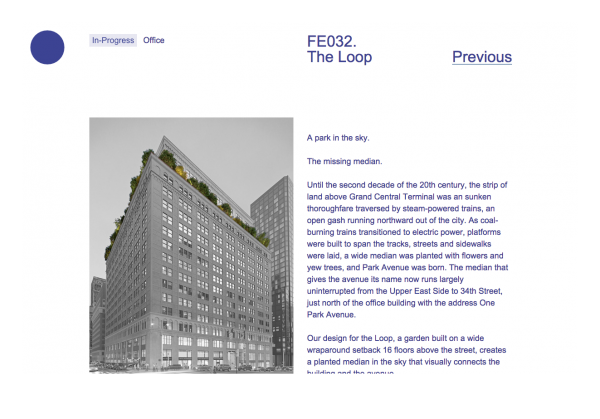 In-Progress Office
FE032.
The Loop
Previous
A park in the sky.
The missing median.
Until the second decade of the 20th century, the strip of
land above Grand Central Terminal was an sunken
thoroughfare traversed by steam-powered trains, an
open gash running northward out of the city. As coal-
burning trains transitioned to electric power, platforms
were built to span the tracks, streets and sidewalks
were laid, a wide median was planted with flowers and
yew trees, and Park Avenue was born. The median that
gives the avenue its name now runs largely
uninterrupted from the Upper East Side to 34th Street,
just north of the office building with the address One
Park Avenue.
Our design for the Loop, a garden built on a wide
wraparound setback 16 floors above the street, creates
a planted median in the sky that visually connects the
building and the avenue.